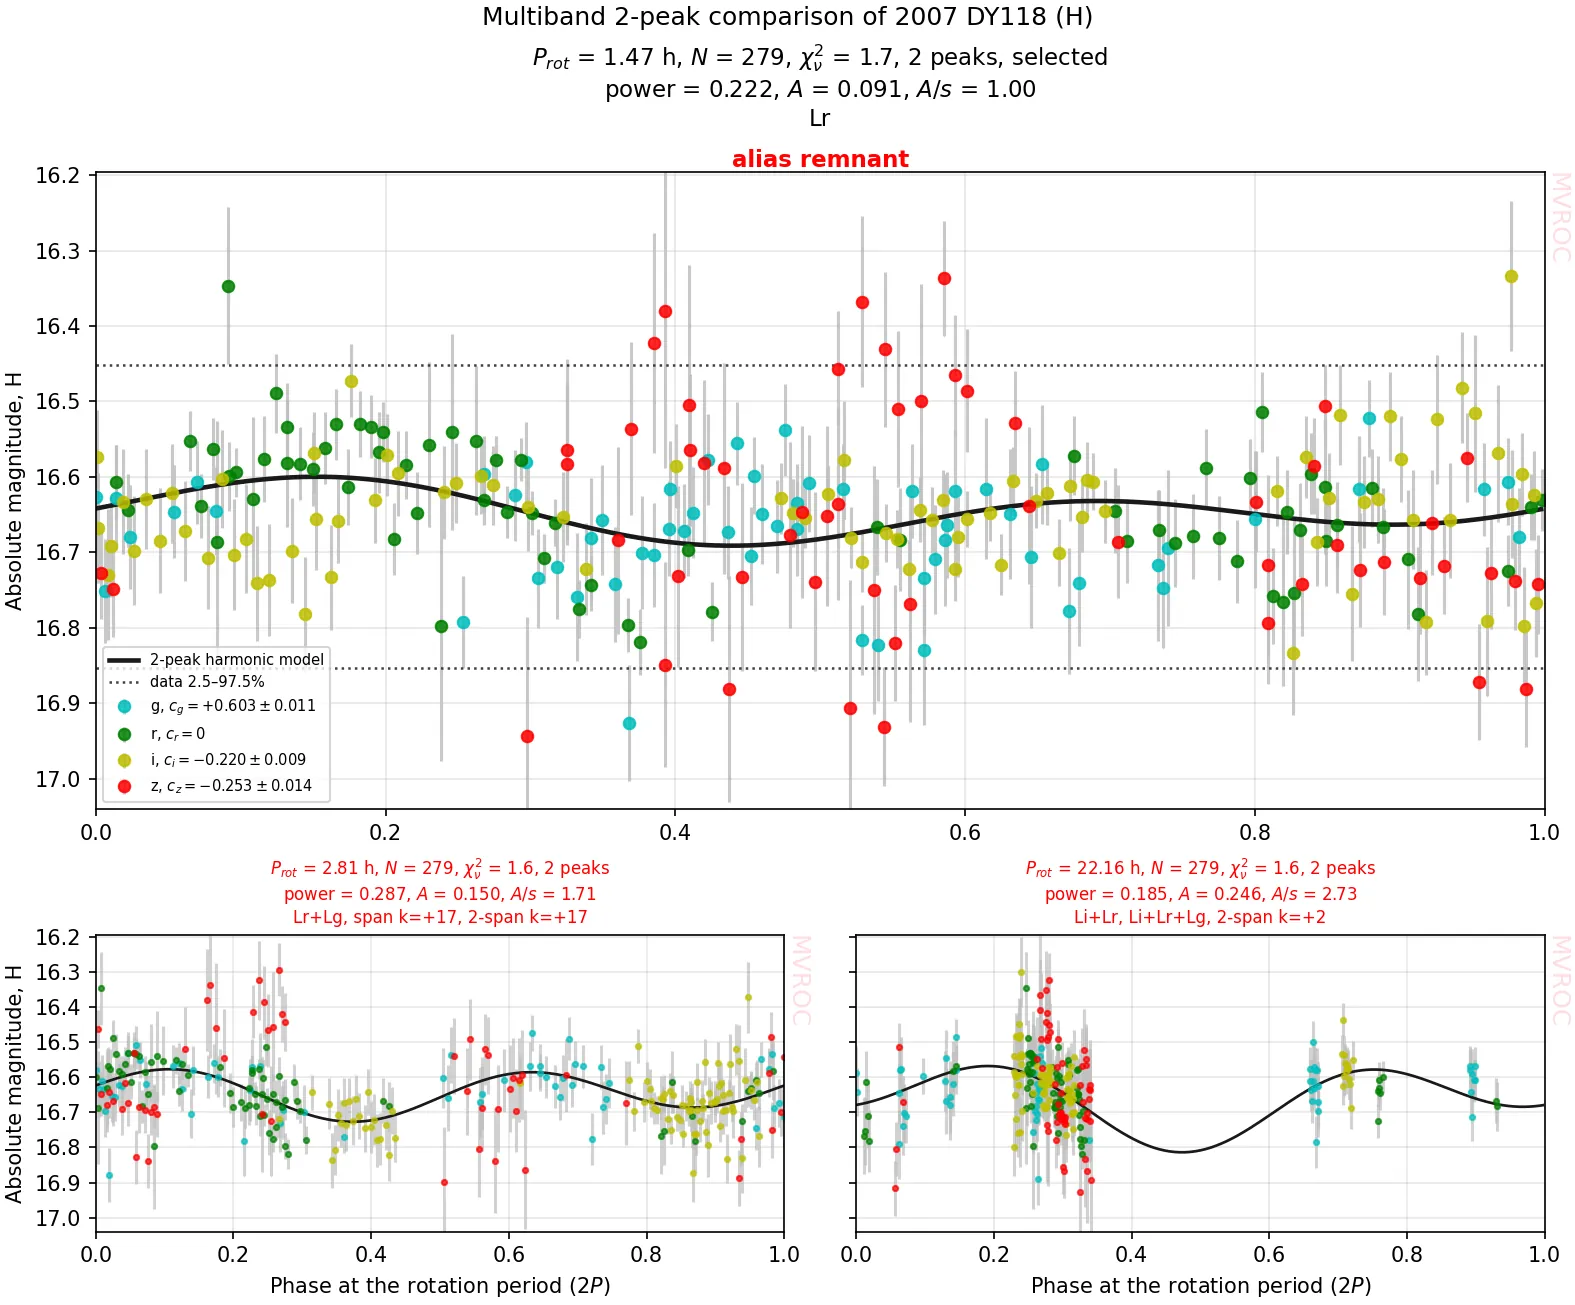 Multiband 2-peak comparison of 2007 DY118 (H)
P_rot = 1.47 h, N = 279, χ²_ν = 1.7, 2 peaks, selected
power = 0.222, A = 0.091, A/s = 1.00
Lr
alias remnant
MVROC
Absolute magnitude, H
16.2
16.3
16.4
16.5
16.6
16.7
16.8
16.9
17.0
2-peak harmonic model
data 2.5–97.5%
g, c_g = +0.603 ± 0.011
r, c_r = 0
i, c_i = −0.220 ± 0.009
z, c_z = −0.253 ± 0.014
0.0 0.2 0.4 0.6 0.8 1.0
P_rot = 2.81 h, N = 279, χ²_ν = 1.6, 2 peaks
power = 0.287, A = 0.150, A/s = 1.71
Lr+Lg, span k=+17, 2-span k=+17
MVROC
Absolute magnitude, H
16.2
16.3
16.4
16.5
16.6
16.7
16.8
16.9
17.0
0.0 0.2 0.4 0.6 0.8 1.0
Phase at the rotation period (2P)
P_rot = 22.16 h, N = 279, χ²_ν = 1.6, 2 peaks
power = 0.185, A = 0.246, A/s = 2.73
Li+Lr, Li+Lr+Lg, 2-span k=+2
MVROC
0.0 0.2 0.4 0.6 0.8 1.0
Phase at the rotation period (2P)